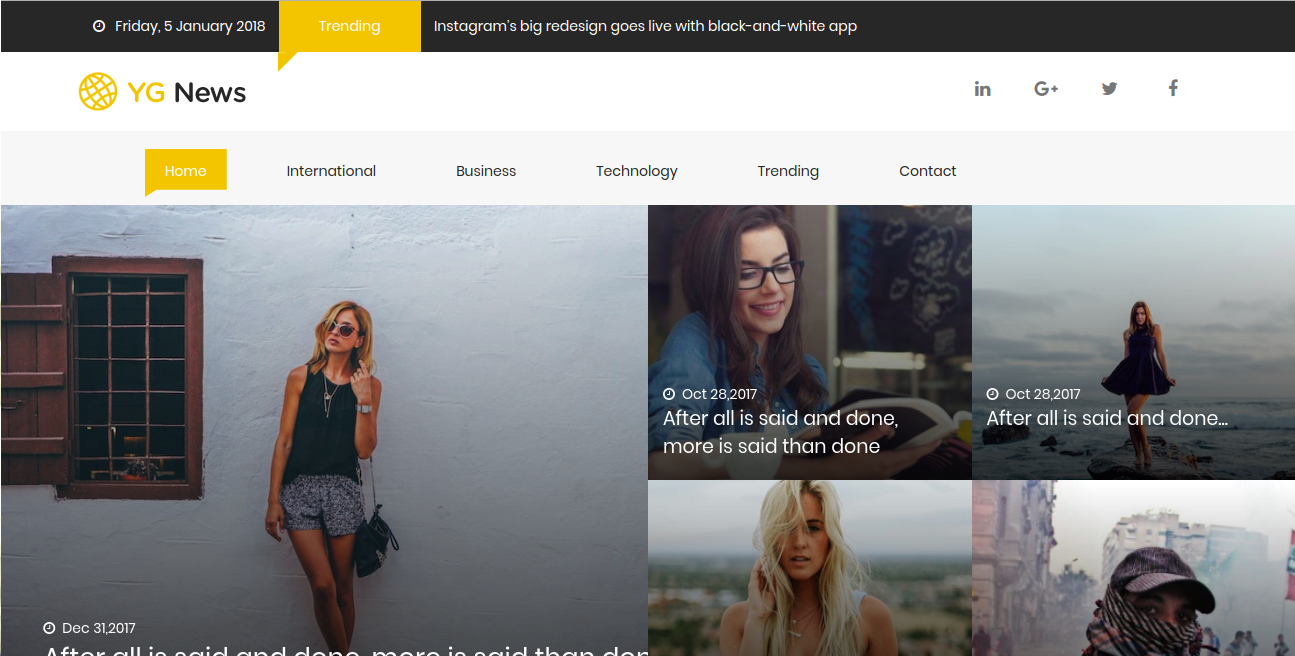 Friday, 5 January 2018
Trending
Instagram's big redesign goes live with black-and-white app
YG News
in
G+
f
Home
International
Business
Technology
Trending
Contact
Oct 28,2017
After all is said and done,
more is said than done
Oct 28,2017
After all is said and done...
Dec 31,2017
After all is said and done, more is said than don